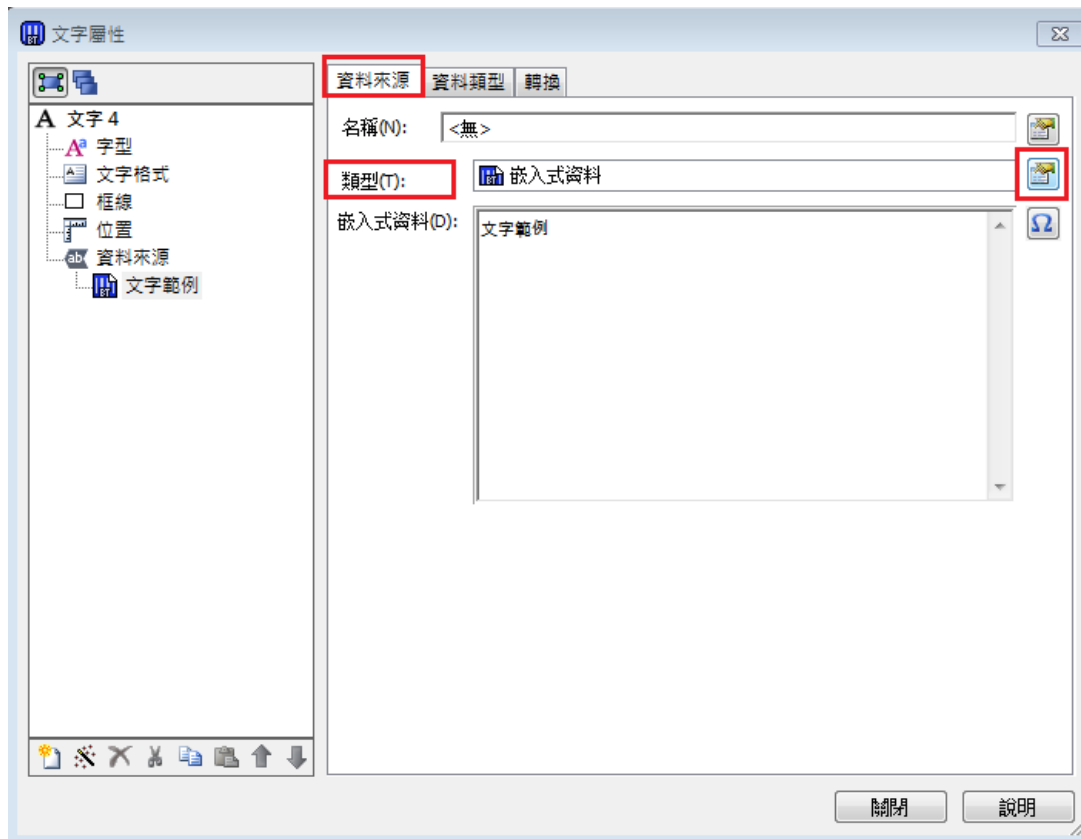 文字屬性
文字 4
字型
文字格式
框線
位置
資料來源
文字範例
資料來源 資料類型 轉換
名稱(N): <無>
類型(T): 嵌入式資料
嵌入式資料(D): 文字範例
關閉 說明